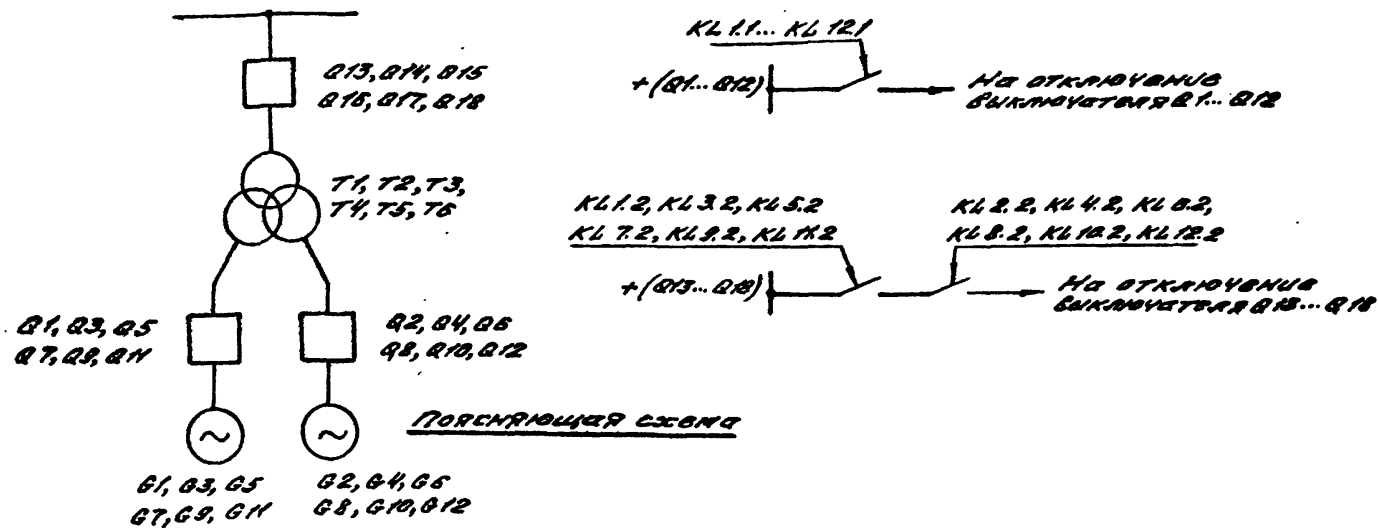 Q13, Q14, Q15
Q16, Q17, Q18
T1, T2, T3,
T4, T5, T6
Q1, Q3, Q5
Q7, Q9, Q11
Q2, Q4, Q6
Q8, Q10, Q12
~
~
G1, G3, G5
G7, G9, G11
G2, G4, G6
G8, G10, G12
Поясняющая схема
KL1.1... KL12.1
+(Q1... Q12)
На отключение
выключателя Q1... Q12
KL1.2, KL3.2, KL5.2
KL7.2, KL9.2, KL11.2
KL2.2, KL4.2, KL6.2,
KL8.2, KL10.2, KL12.2
+(Q13... Q18)
На отключение
выключателя Q13... Q18